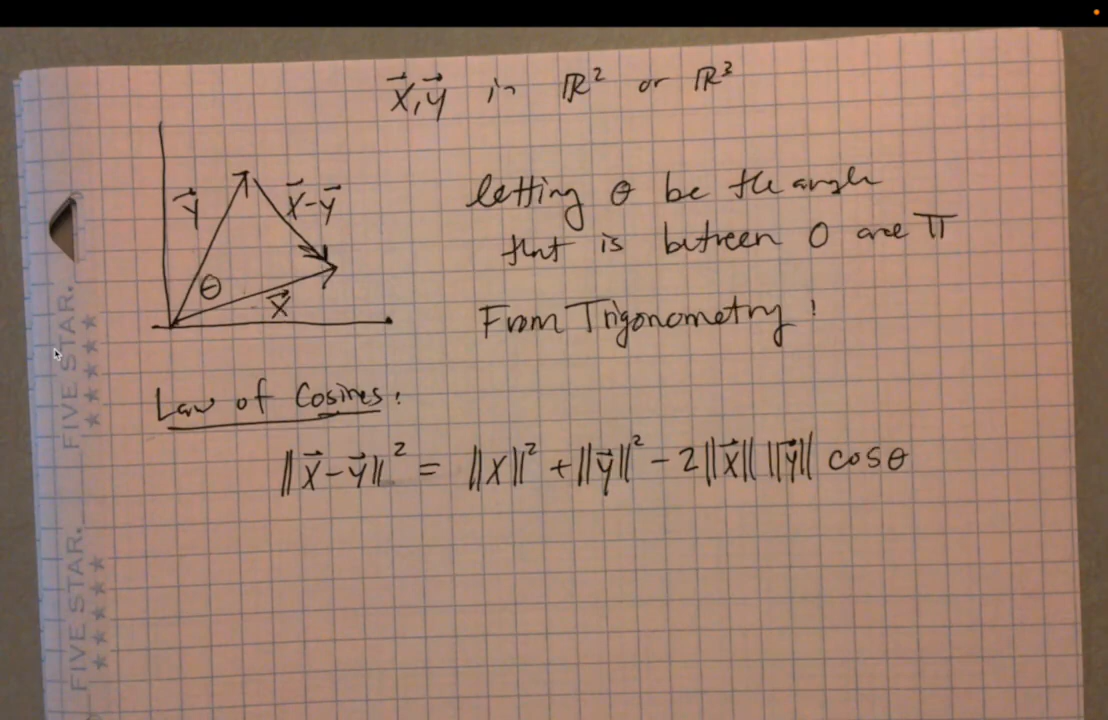 x⃗, y⃗ in ℝ² or ℝ³
y⃗
x⃗-y⃗
θ
x⃗
letting θ be the angle
that is between 0 and π
From Trigonometry!
Law of Cosines:
||x⃗-y⃗||² = ||x||² + ||y⃗||² - 2||x⃗|| ||y⃗|| cosθ
FIVE STAR.
★★★★★
FIVE STAR.
★★★★★